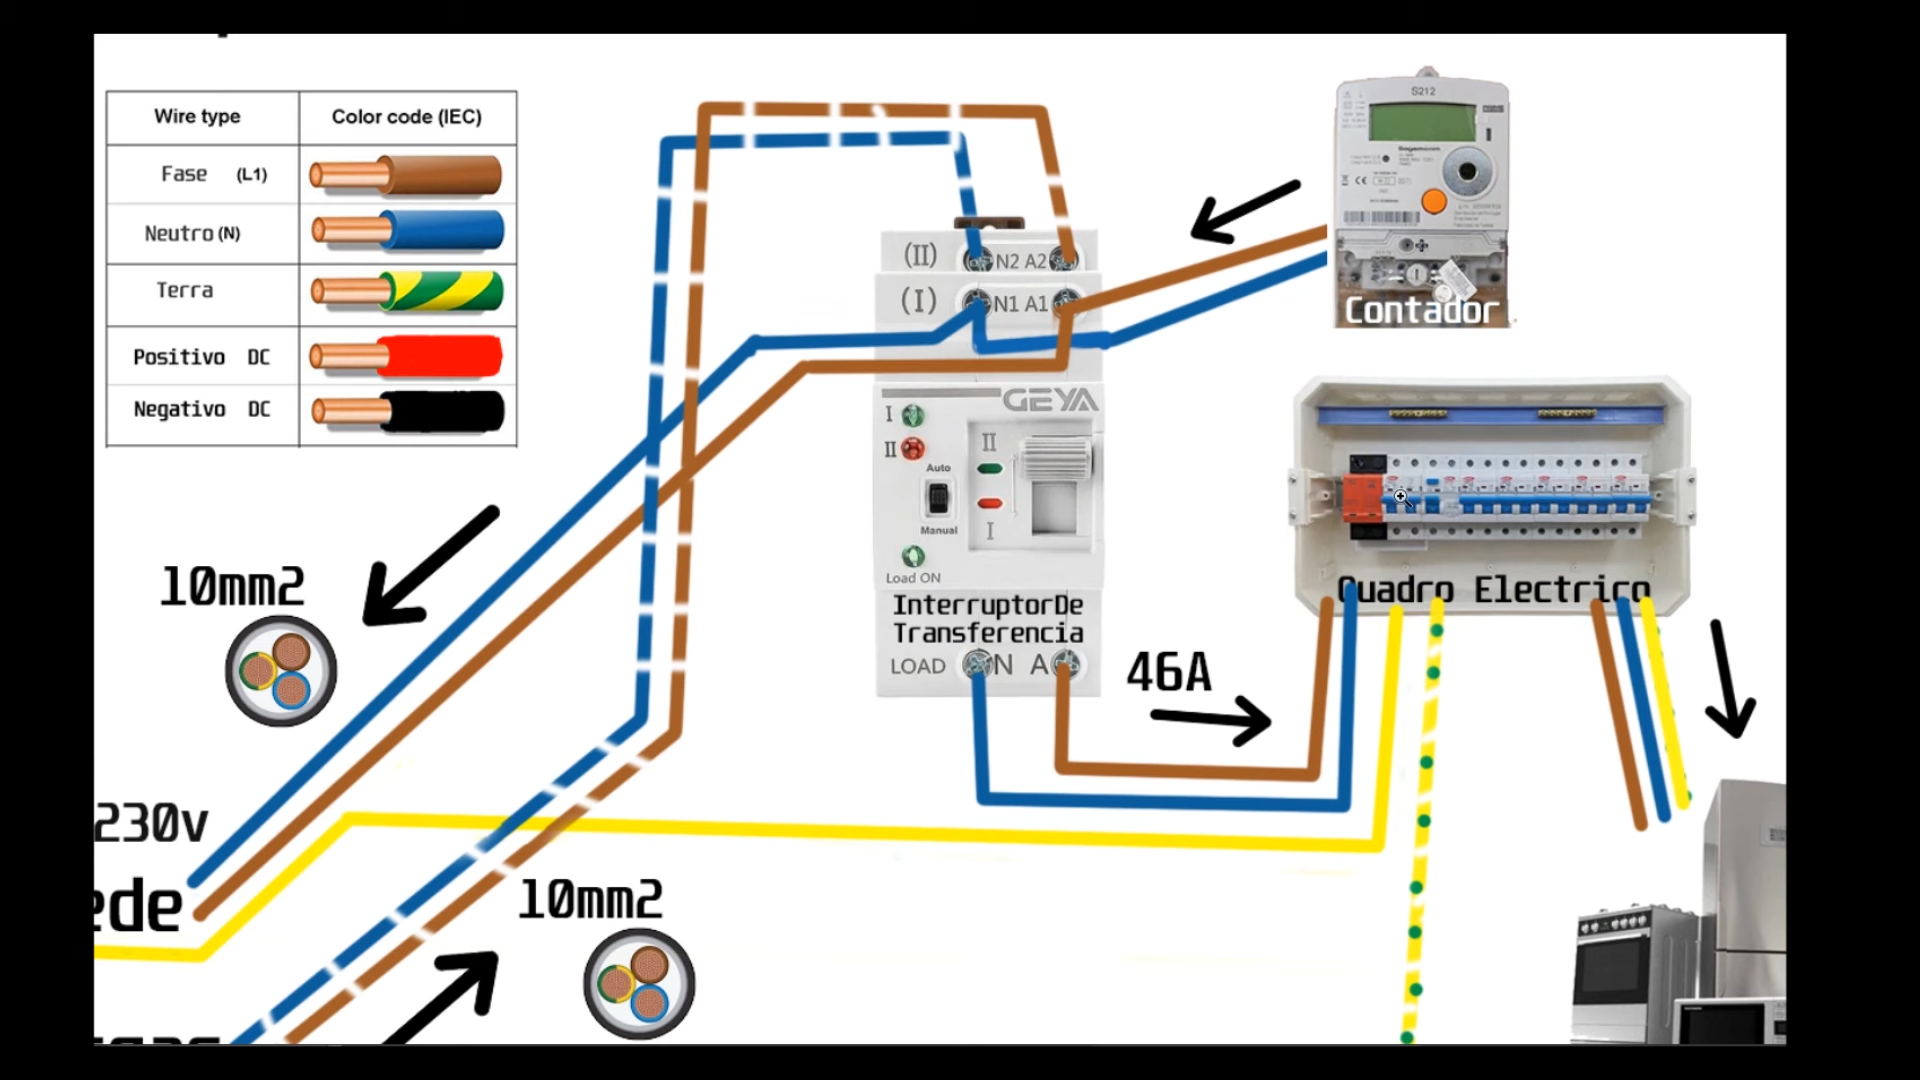 Wire type
Color code (IEC)
Fase (L1)
Neutro (N)
Terra
Positivo DC
Negativo DC
S212
Contador
(II) N2 A2
(I) N1 A1
GEYA
I
II
II
Auto
Manual
I
Load ON
InterruptorDe
Transferencia
LOAD N A
46A
Quadro Electrico
10mm2
230v
ede
10mm2